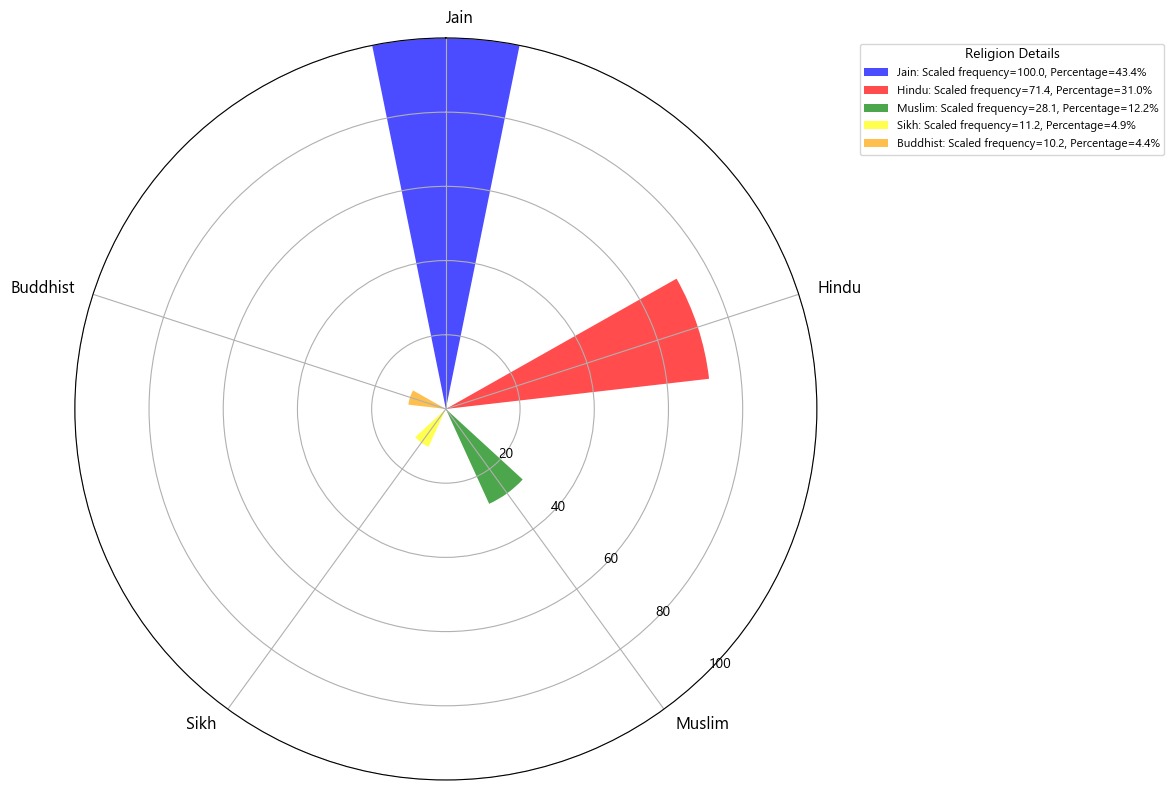 Jain
Religion Details
Jain: Scaled frequency=100.0, Percentage=43.4%
Hindu: Scaled frequency=71.4, Percentage=31.0%
Muslim: Scaled frequency=28.1, Percentage=12.2%
Sikh: Scaled frequency=11.2, Percentage=4.9%
Buddhist: Scaled frequency=10.2, Percentage=4.4%
Buddhist
Hindu
20
40
60
80
100
Sikh
Muslim